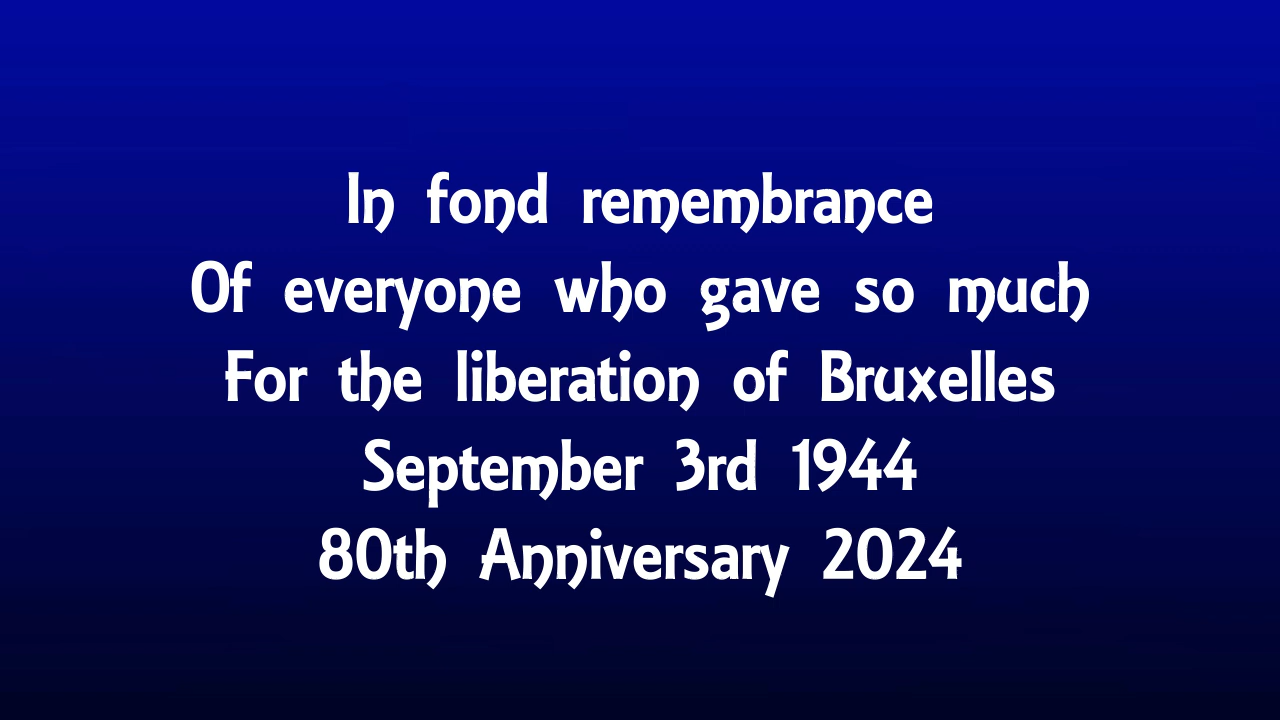 In fond remembrance
Of everyone who gave so much
For the liberation of Bruxelles
September 3rd 1944
80th Anniversary 2024